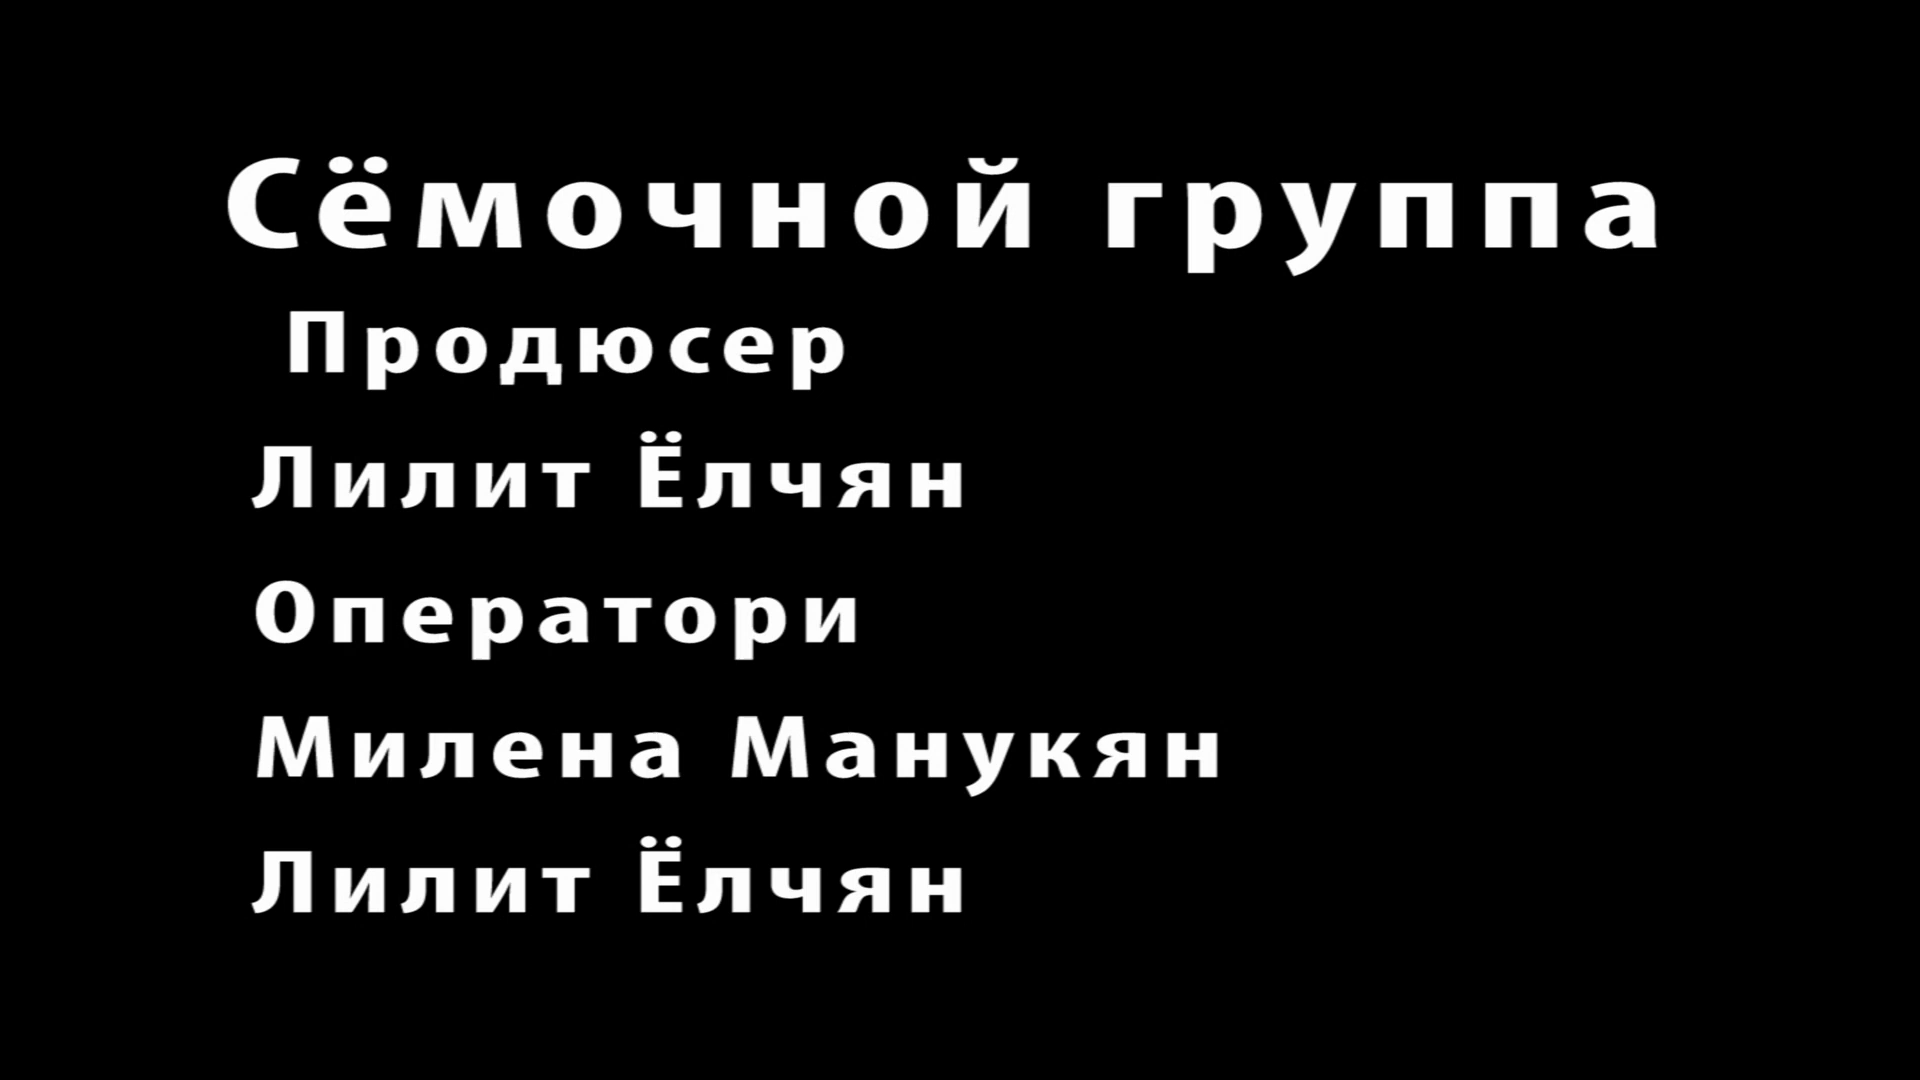 Сёмочной группа
Продюсер
Лилит Ёлчян
Оператори
Милена Манукян
Лилит Ёлчян